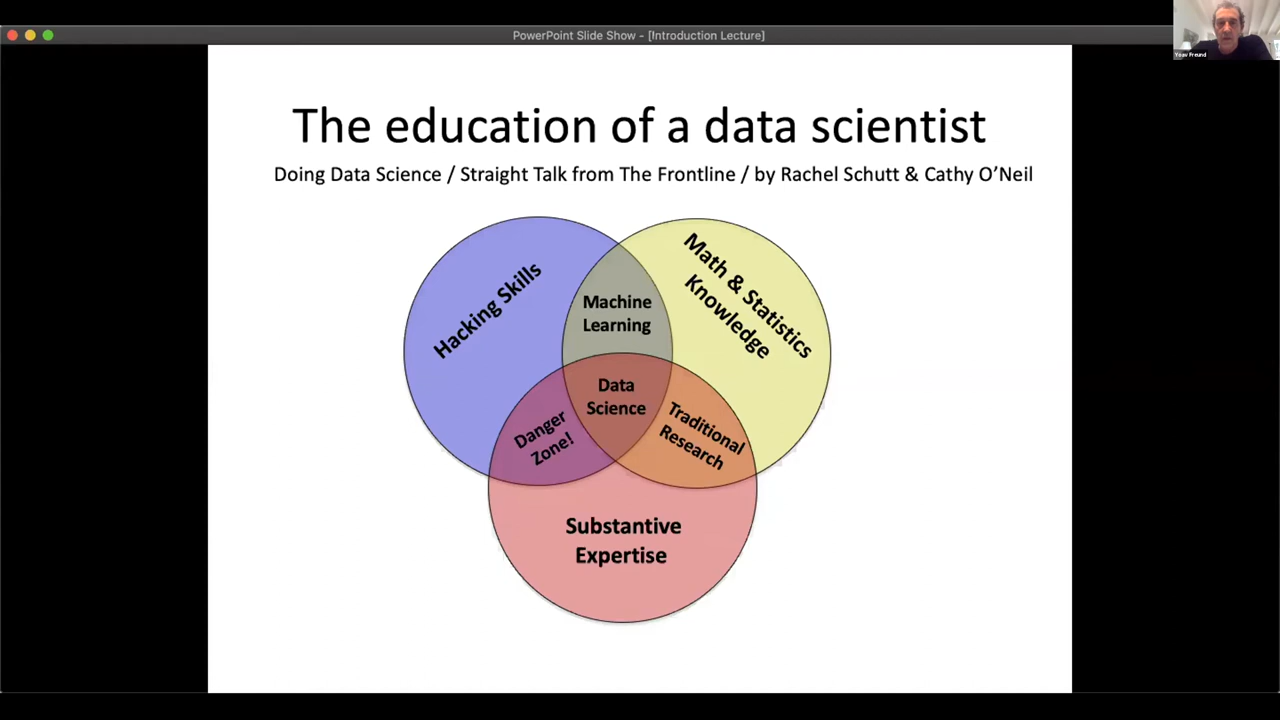 PowerPoint Slide Show - [Introduction Lecture]
Yoav Freund
The education of a data scientist
Doing Data Science / Straight Talk from The Frontline / by Rachel Schutt & Cathy O’Neil
Hacking Skills
Math & Statistics
Knowledge
Machine
Learning
Data
Science
Danger
Zone!
Traditional
Research
Substantive
Expertise